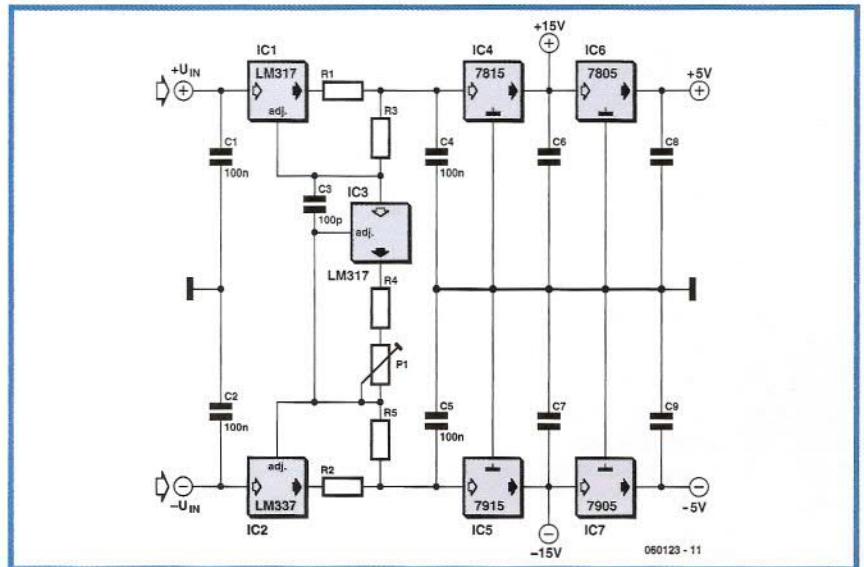 +15V
IC1
IC4
IC6
+UIN
LM317
R1
7815
7805
+5V
adj.
R3
C1
100n
C4
100n
C6
C8
C3
100p
IC3
adj.
LM317
R4
P1
C2
100n
R5
C5
100n
C7
C9
adj.
R2
−UIN
LM337
7915
7905
−5V
IC2
IC5
IC7
−15V
060123 - 11